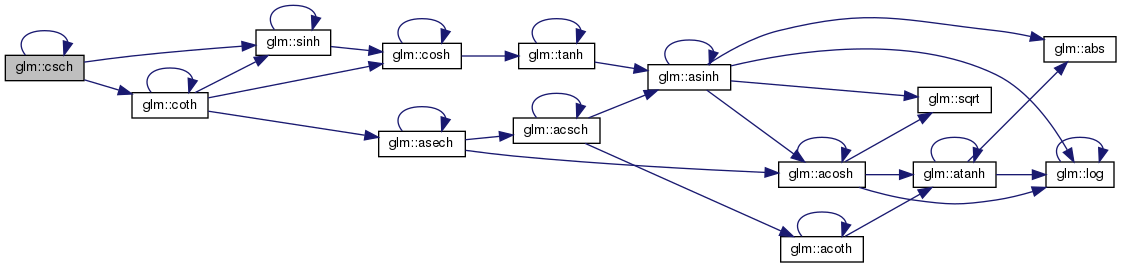 glm::csch
glm::sinh
glm::coth
glm::cosh
glm::asech
glm::tanh
glm::acsch
glm::asinh
glm::acosh
glm::acoth
glm::sqrt
glm::atanh
glm::abs
glm::log